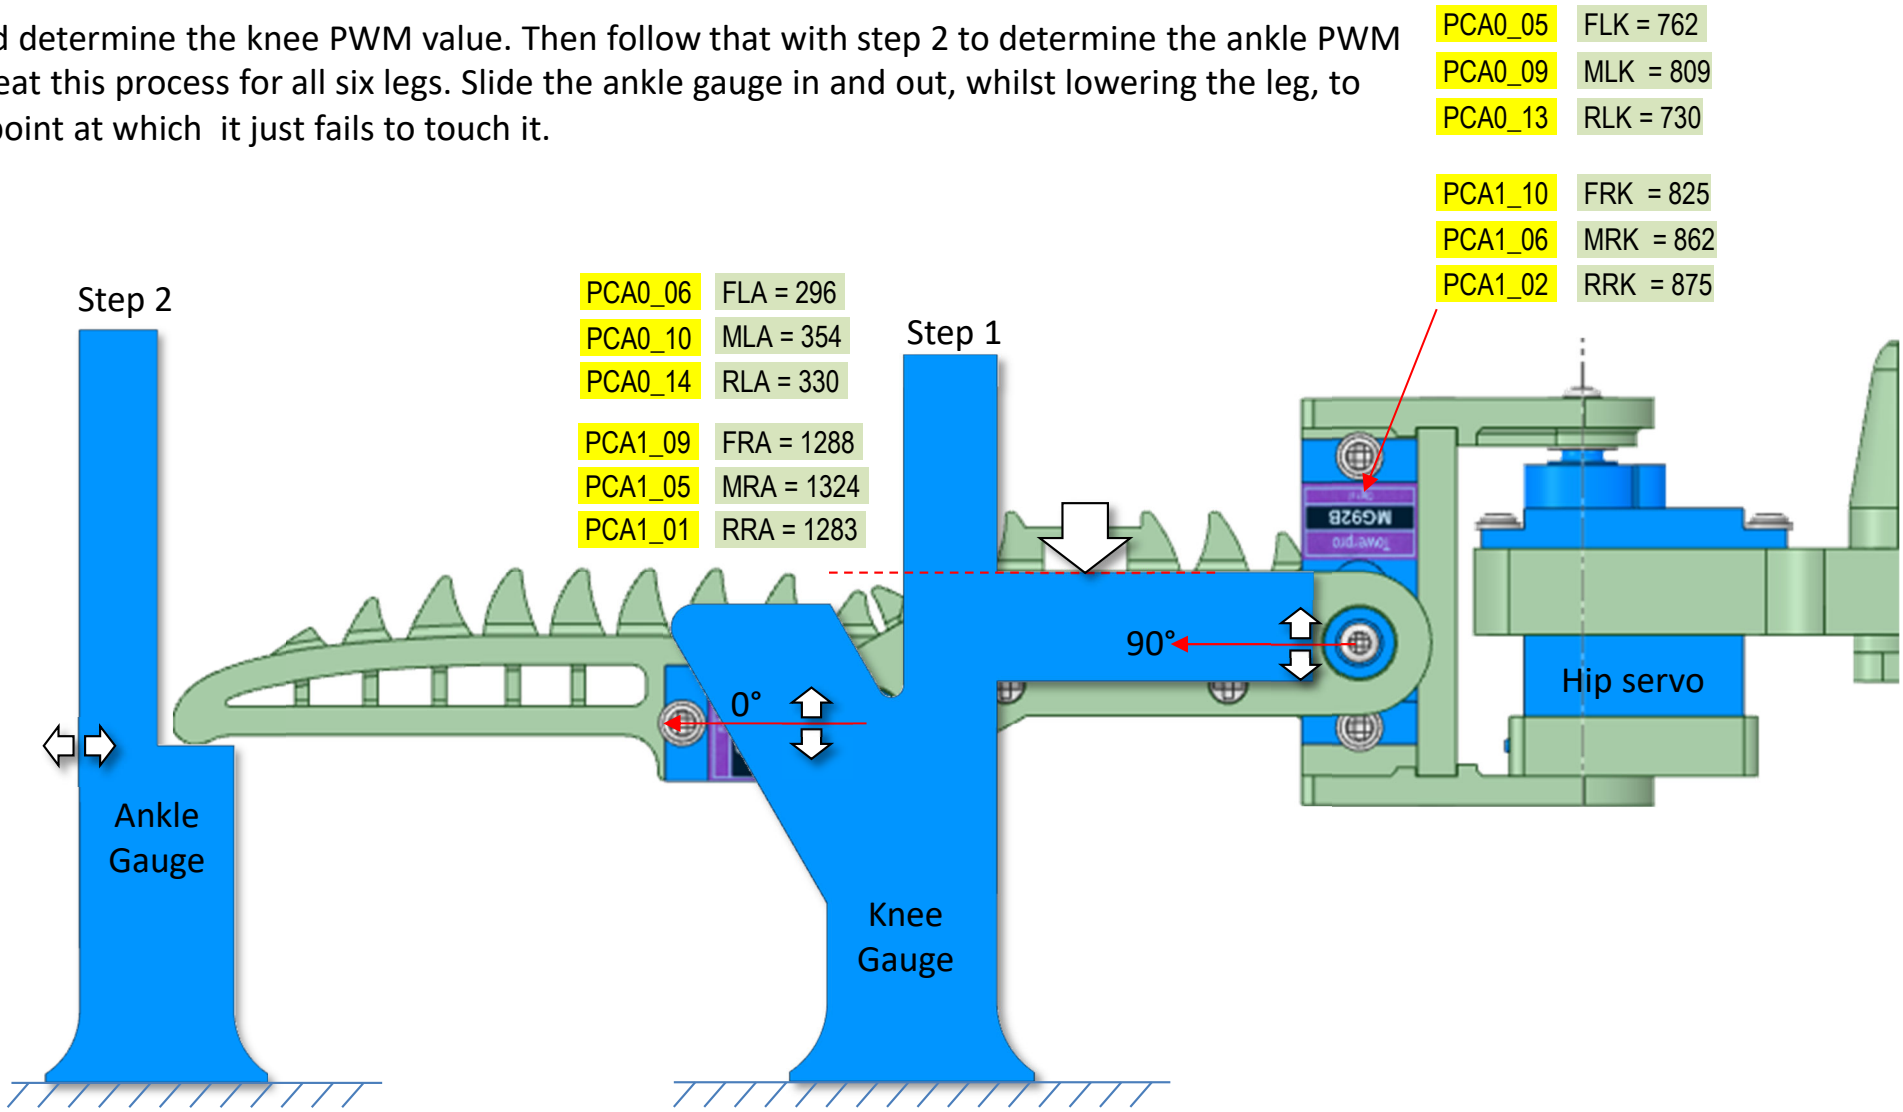 d determine the knee PWM value. Then follow that with step 2 to determine the ankle PWM
eat this process for all six legs. Slide the ankle gauge in and out, whilst lowering the leg, to
point at which it just fails to touch it.
PCA0_05 FLK = 762
PCA0_09 MLK = 809
PCA0_13 RLK = 730
PCA1_10 FRK = 825
PCA1_06 MRK = 862
PCA1_02 RRK = 875
Step 2
PCA0_06 FLA = 296
PCA0_10 MLA = 354
PCA0_14 RLA = 330
PCA1_09 FRA = 1288
PCA1_05 MRA = 1324
PCA1_01 RRA = 1283
Step 1
MG92B
Towerpro
90°
0°
Hip servo
Ankle
Gauge
Knee
Gauge